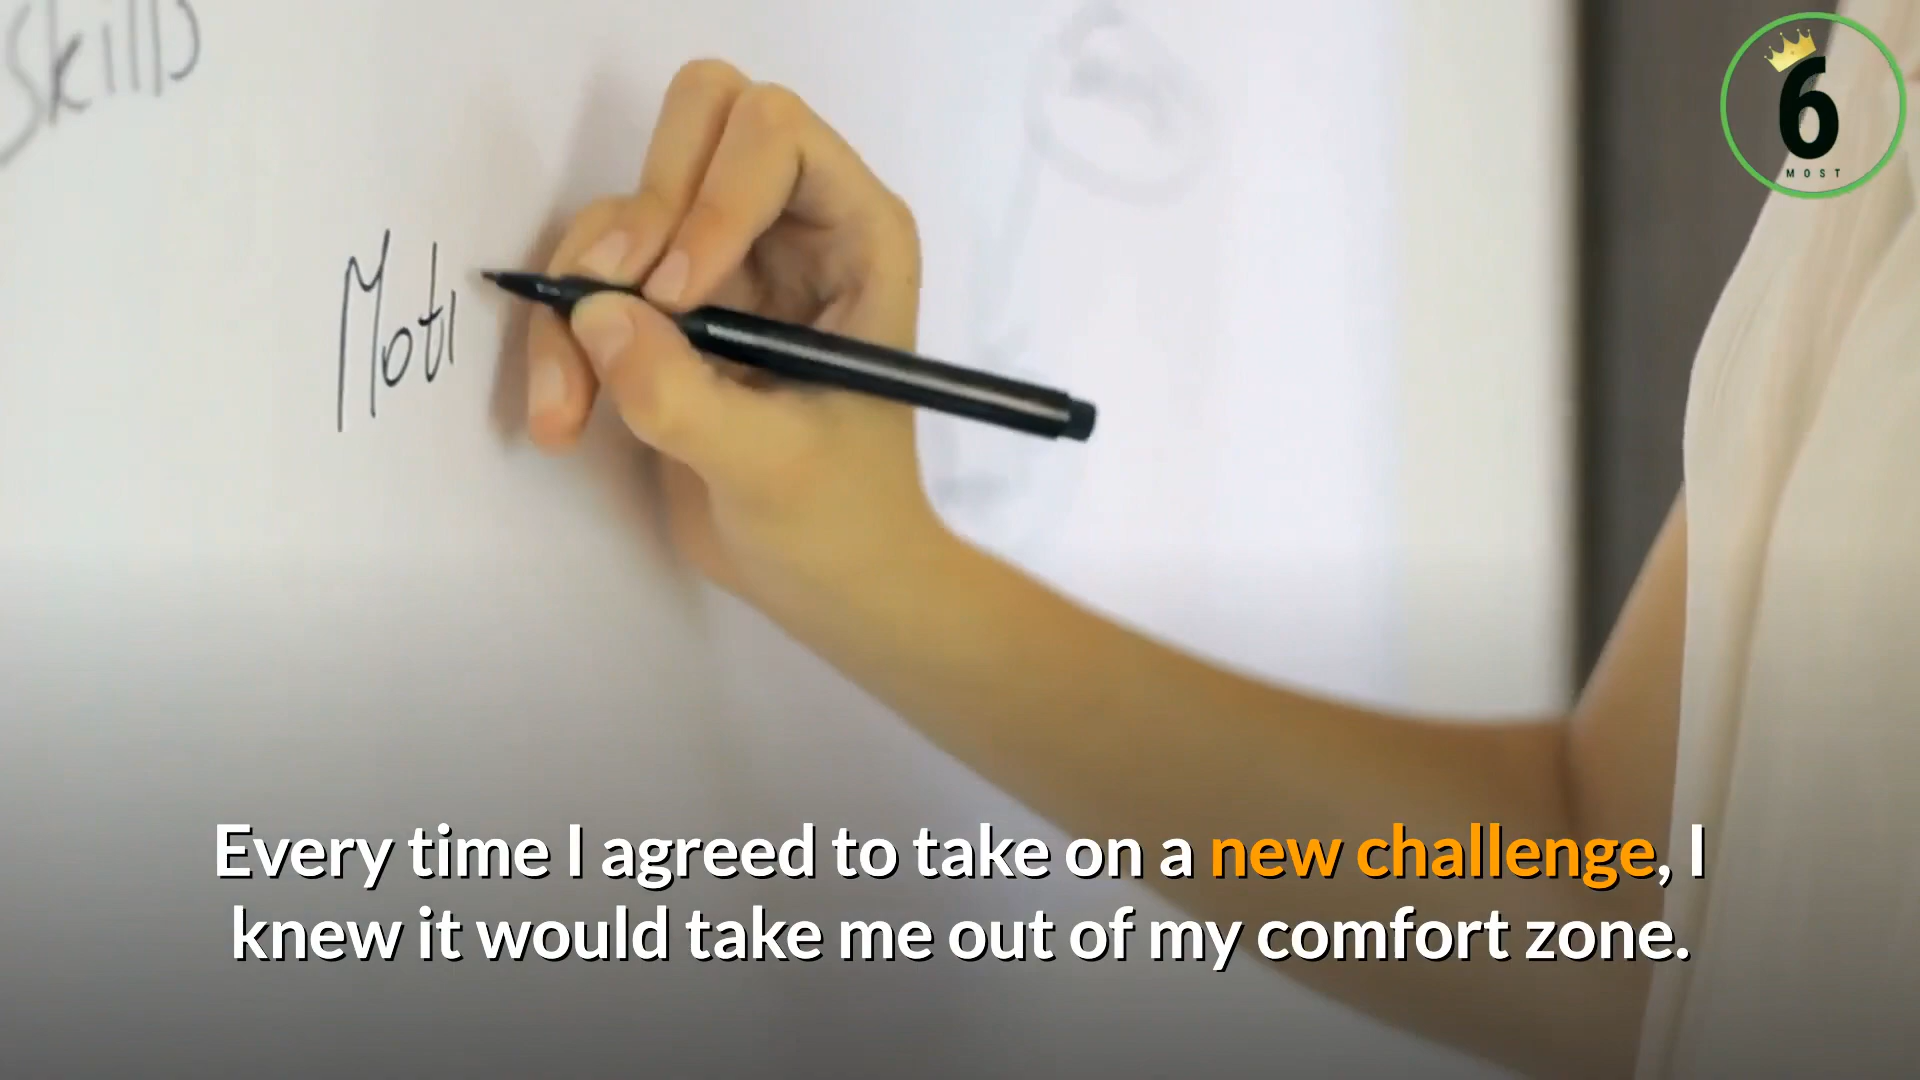 Skills
6
MOST
Moti
Every time I agreed to take on a new challenge, I
knew it would take me out of my comfort zone.